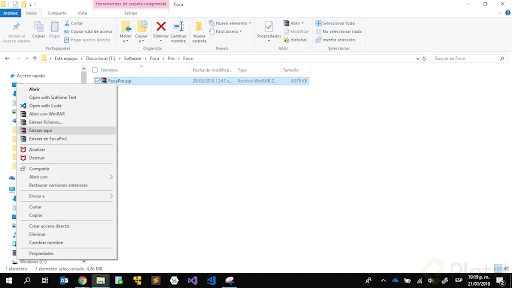 Herramientas de carpeta comprimida
Foca
Archivo
Inicio
Compartir
Vista
Extraer
Anclar al
Acceso rápido
Copiar
Pegar
Cortar
Copiar ruta de acceso
Pegar acceso directo
Mover a
Copiar a
Eliminar
Cambiar nombre
Nueva carpeta
Nuevo elemento
Fácil acceso
Propiedades
Abrir
Modificar
Historial
Seleccionar todo
No seleccionar nada
Invertir selección
Portapapeles
Organizar
Nuevo
Abrir
Seleccionar
Este equipo > Disco local (T:) > Software > Foca > Pro > Foca
Buscar en Foca
Acceso rápido
Nombre
Fecha de modifica...
Tipo
Tamaño
FocaPro.zip
Archivo WinRAR Z...
4.979 KB
Abrir
Open with Sublime Text
Open with Code
Abrir con WinRAR
Extraer ficheros...
Extraer aquí
Extraer en FocaPro\
Analizar
Destruir
Compartir
Abrir con
Restaurar versiones anteriores
Enviar a
Cortar
Copiar
Crear acceso directo
Eliminar
Cambiar nombre
Propiedades
Windows (C:)
1 elemento
1 elemento seleccionado
4,86 MB
Platzi
ESP
10:19 p. m.
21/05/2019